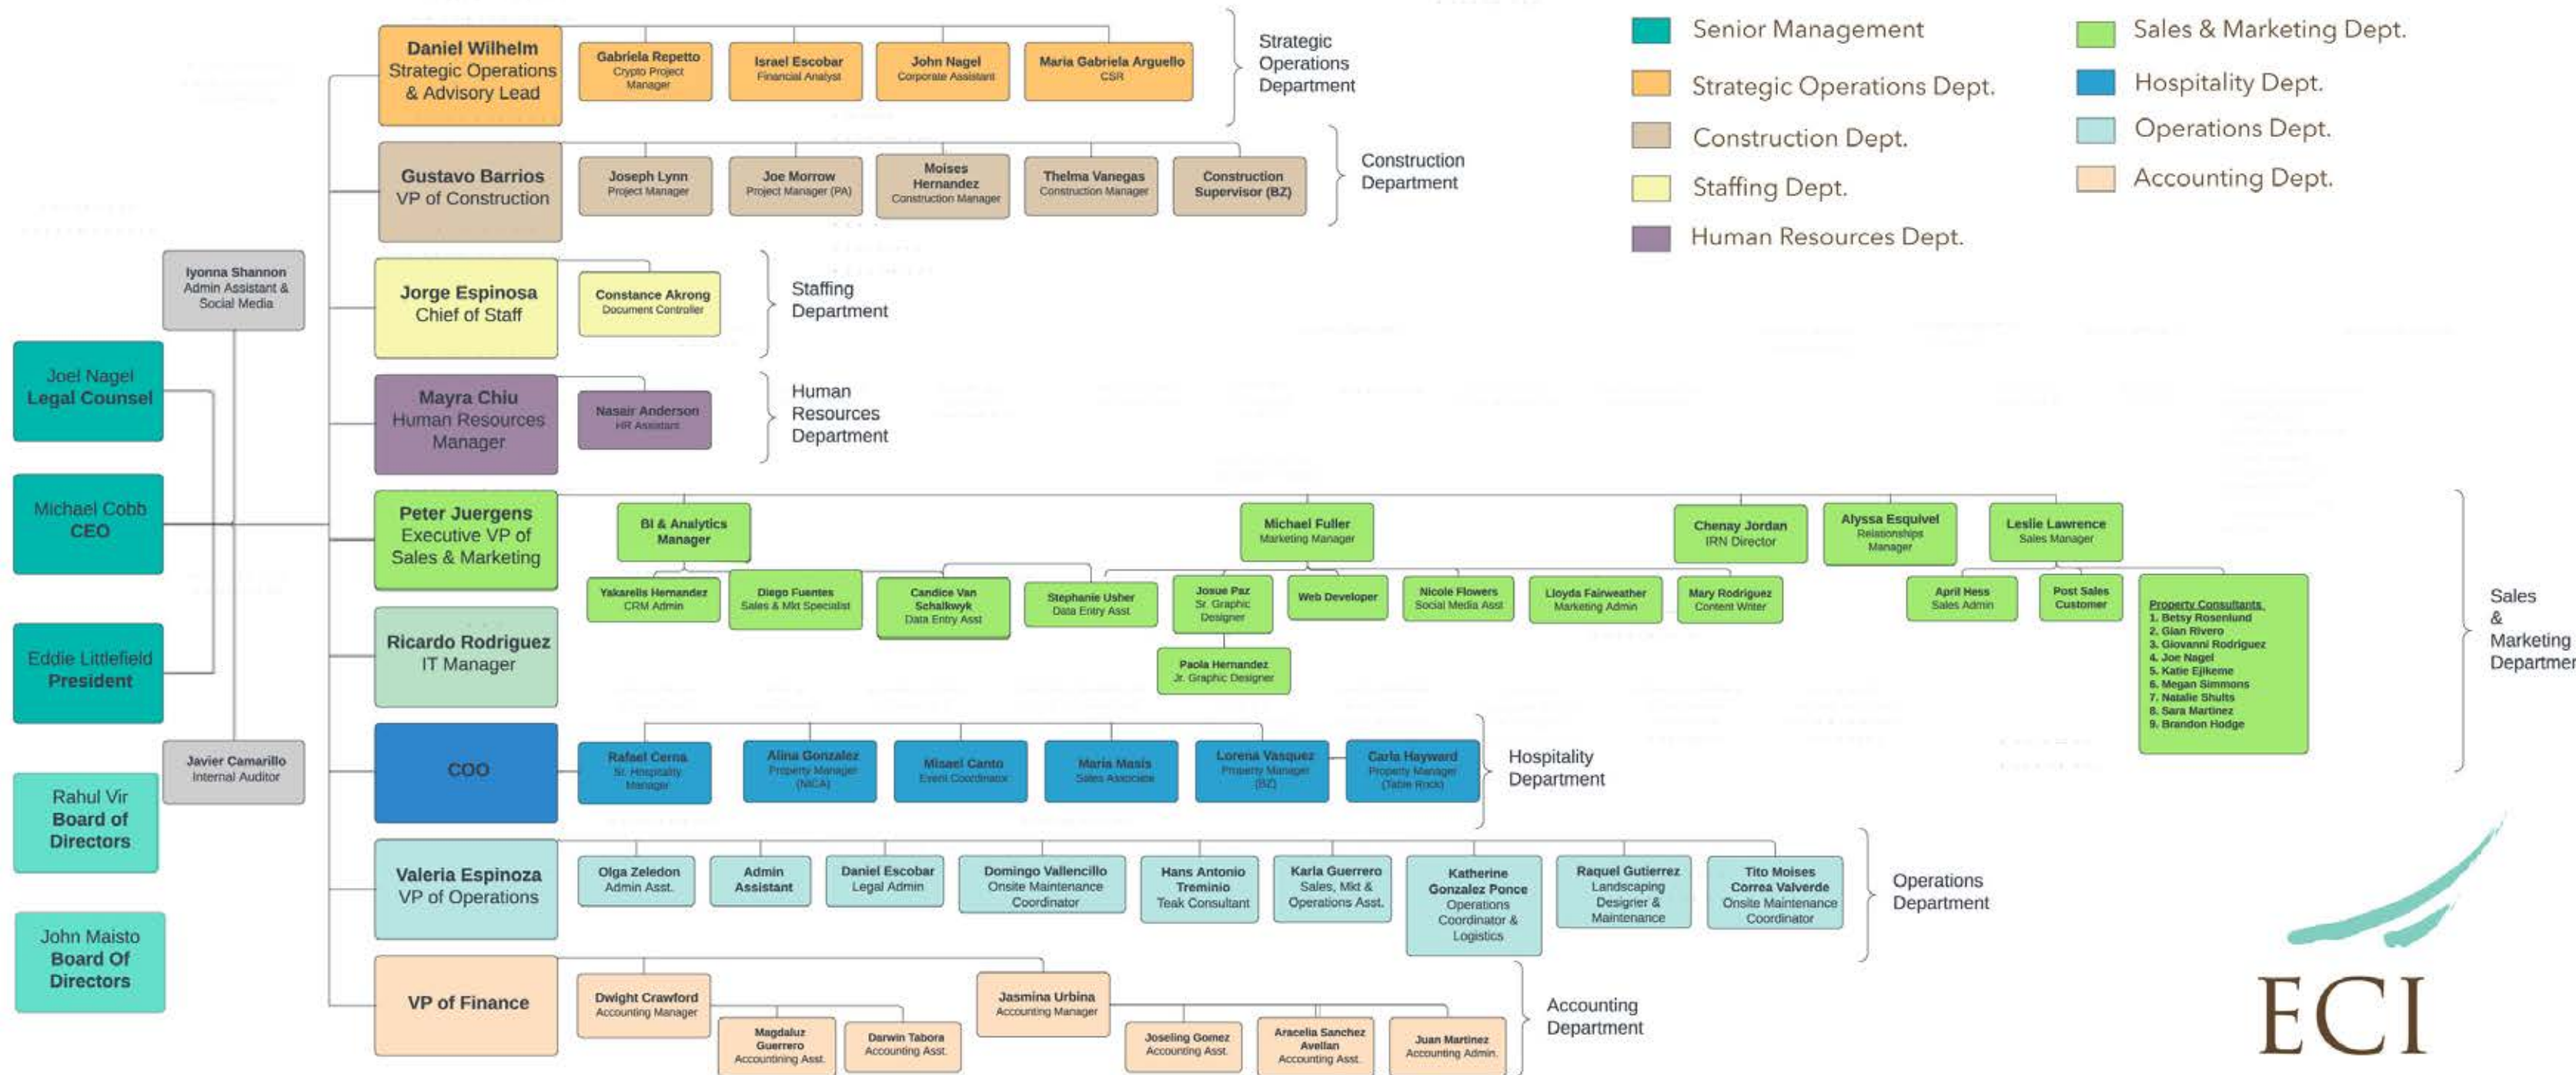 Daniel Wilhelm
Strategic Operations
& Advisory Lead
Gabriela Repetto
Crypto Project
Manager
Israel Escobar
Financial Analyst
John Nagel
Corporate Assistant
Maria Gabriela Arguello
CSR
Strategic
Operations
Department
Gustavo Barrios
VP of Construction
Joseph Lynn
Project Manager
Joe Morrow
Project Manager (PA)
Moises
Hernandez
Construction Manager
Thelma Vanegas
Construction Manager
Construction
Supervisor (BZ)
Construction
Department
Senior Management
Strategic Operations Dept.
Construction Dept.
Staffing Dept.
Human Resources Dept.
Sales & Marketing Dept.
Hospitality Dept.
Operations Dept.
Accounting Dept.
Iyonna Shannon
Admin Assistant &
Social Media
Jorge Espinosa
Chief of Staff
Constance Akrong
Document Controller
Staffing
Department
Joel Nagel
Legal Counsel
Mayra Chiu
Human Resources
Manager
Nasair Anderson
HR Assistant
Human
Resources
Department
Michael Cobb
CEO
Peter Juergens
Executive VP of
Sales & Marketing
BI & Analytics
Manager
Michael Fuller
Marketing Manager
Chenay Jordan
IRN Director
Alyssa Esquivel
Relationships
Manager
Leslie Lawrence
Sales Manager
Yakarelis Hernandez
CRM Admin
Diego Fuentes
Sales & Mkt Specialist
Candice Van
Schalkwyk
Data Entry Asst
Stephanie Usher
Data Entry Asst
Josue Paz
Sr. Graphic
Designer
Web Developer
Nicole Flowers
Social Media Asst
Lloyda Fairweather
Marketing Admin
Mary Rodriguez
Content Writer
April Hess
Sales Admin
Post Sales
Customer
Property Consultants
1. Betsy Rosenlund
2. Gian Rivero
3. Giovanni Rodriguez
4. Joe Nagel
5. Katie Ejikeme
6. Megan Simmons
7. Natalie Shults
8. Sara Martinez
9. Brandon Hodge
Paola Hernandez
Jr. Graphic Designer
Sales
&
Marketing
Departmen
Eddie Littlefield
President
Ricardo Rodriguez
IT Manager
Javier Camarillo
Internal Auditor
COO
Rafael Cerna
Sr. Hospitality
Manager
Alina Gonzalez
Property Manager
(NICA)
Misael Canto
Event Coordinator
Maria Masis
Sales Associate
Lorena Vasquez
Property Manager
(BZ)
Carla Hayward
Property Manager
(Table Rock)
Hospitality
Department
Rahul Vir
Board of
Directors
Valeria Espinoza
VP of Operations
Olga Zeledon
Admin Asst.
Admin
Assistant
Daniel Escobar
Legal Admin
Domingo Vallencillo
Onsite Maintenance
Coordinator
Hans Antonio
Treminio
Teak Consultant
Karla Guerrero
Sales, Mkt &
Operations Asst.
Katherine
Gonzalez Ponce
Operations
Coordinator &
Logistics
Raquel Gutierrez
Landscaping
Designer &
Maintenance
Tito Moises
Correa Valverde
Onsite Maintenance
Coordinator
Operations
Department
John Maisto
Board Of
Directors
VP of Finance
Dwight Crawford
Accounting Manager
Magdaluz
Guerrero
Accountining Asst.
Darwin Tabora
Accounting Asst.
Jasmina Urbina
Accounting Manager
Joseling Gomez
Accounting Asst.
Aracelia Sanchez
Avellan
Accounting Asst.
Juan Martinez
Accounting Admin.
Accounting
Department
ECI